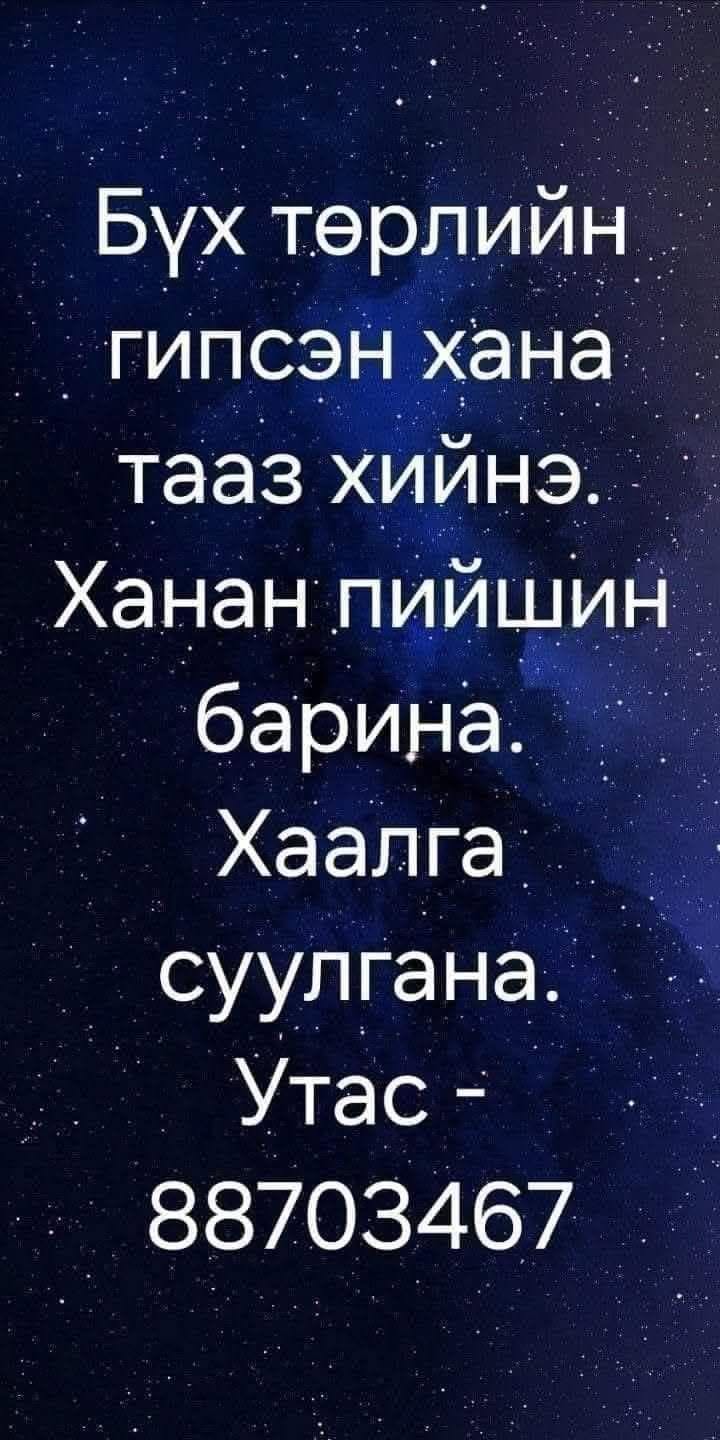 Бүх төрлийн
гипсэн хана
тааз хийнэ.
Ханан пийшин
барина.
Хаалга
суулгана.
Утас -
88703467